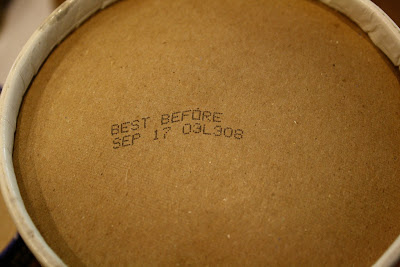 BEST BEFORE
SEP 17 03L308